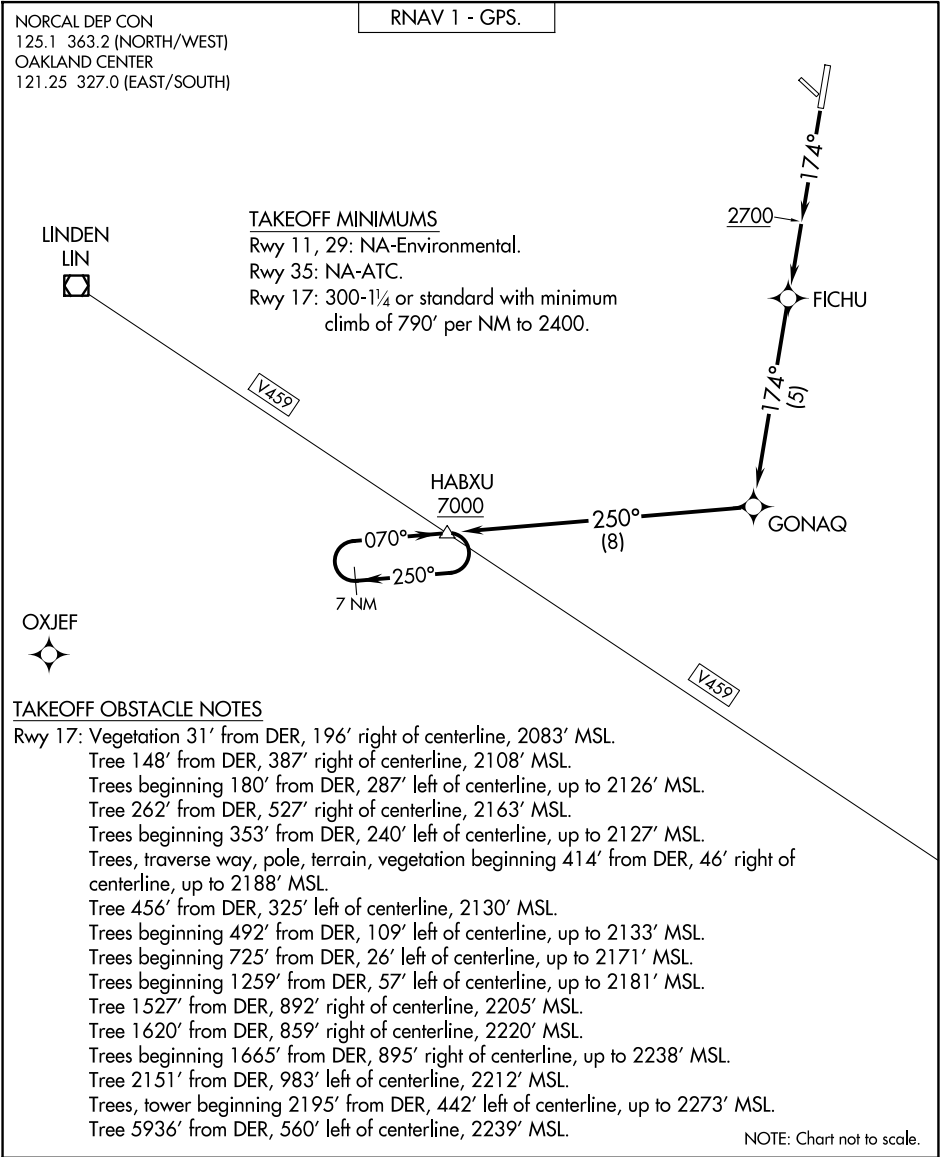 RNAV 1 - GPS.
NORCAL DEP CON
125.1 363.2 (NORTH/WEST)
OAKLAND CENTER
121.25 327.0 (EAST/SOUTH)
174°
2700
FICHU
TAKEOFF MINIMUMS
Rwy 11, 29: NA-Environmental.
Rwy 35: NA-ATC.
Rwy 17: 300-1¼ or standard with minimum
climb of 790' per NM to 2400.
LINDEN
LIN
V459
174°
(5)
HABXU
7000
250°
(8)
GONAQ
070°
250°
7 NM
OXJEF
V459
TAKEOFF OBSTACLE NOTES
Rwy 17: Vegetation 31' from DER, 196' right of centerline, 2083' MSL.
Tree 148' from DER, 387' right of centerline, 2108' MSL.
Trees beginning 180' from DER, 287' left of centerline, up to 2126' MSL.
Tree 262' from DER, 527' right of centerline, 2163' MSL.
Trees beginning 353' from DER, 240' left of centerline, up to 2127' MSL.
Trees, traverse way, pole, terrain, vegetation beginning 414' from DER, 46' right of
centerline, up to 2188' MSL.
Tree 456' from DER, 325' left of centerline, 2130' MSL.
Trees beginning 492' from DER, 109' left of centerline, up to 2133' MSL.
Trees beginning 725' from DER, 26' left of centerline, up to 2171' MSL.
Trees beginning 1259' from DER, 57' left of centerline, up to 2181' MSL.
Tree 1527' from DER, 892' right of centerline, 2205' MSL.
Tree 1620' from DER, 859' right of centerline, 2220' MSL.
Trees beginning 1665' from DER, 895' right of centerline, up to 2238' MSL.
Tree 2151' from DER, 983' left of centerline, 2212' MSL.
Trees, tower beginning 2195' from DER, 442' left of centerline, up to 2273' MSL.
Tree 5936' from DER, 560' left of centerline, 2239' MSL.
NOTE: Chart not to scale.